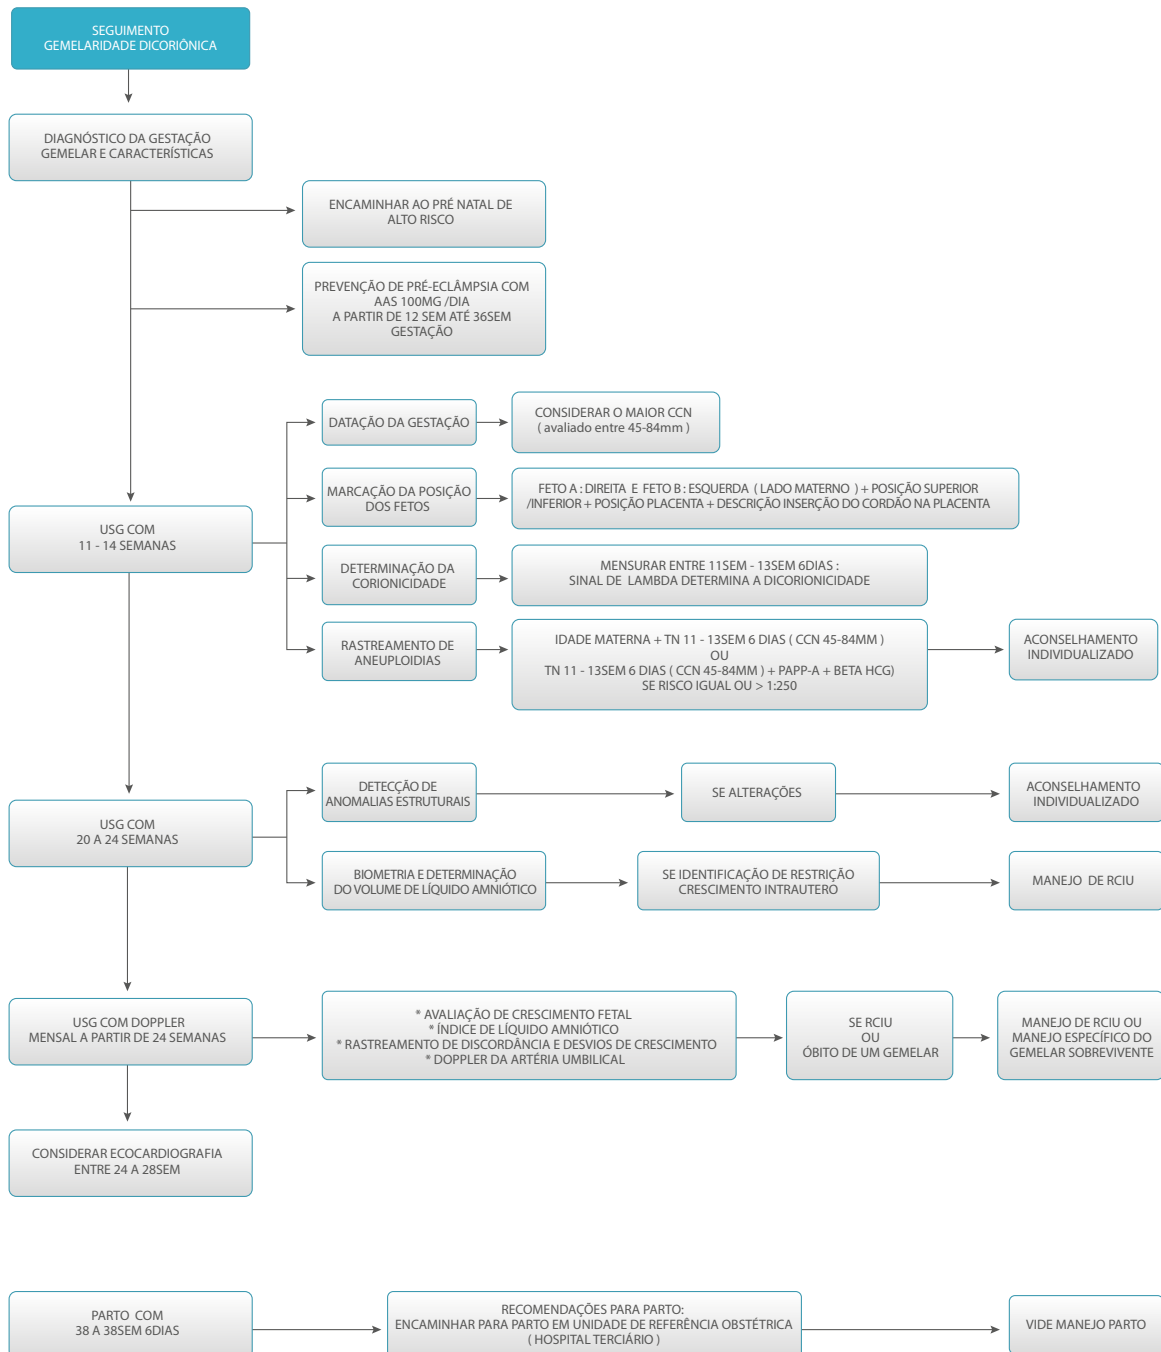 SEGUIMENTO
GEMELARIDADE DICORIÔNICA
DIAGNÓSTICO DA GESTAÇÃO
GEMELAR E CARACTERÍSTICAS
ENCAMINHAR AO PRÉ NATAL DE
ALTO RISCO
PREVENÇÃO DE PRÉ-ECLÂMPSIA COM
AAS 100MG /DIA
A PARTIR DE 12 SEM ATÉ 36SEM
GESTAÇÃO
USG COM
11 - 14 SEMANAS
DATAÇÃO DA GESTAÇÃO
CONSIDERAR O MAIOR CCN
( avaliado entre 45-84mm )
MARCAÇÃO DA POSIÇÃO
DOS FETOS
FETO A : DIREITA E FETO B : ESQUERDA ( LADO MATERNO ) + POSIÇÃO SUPERIOR
/INFERIOR + POSIÇÃO PLACENTA + DESCRIÇÃO INSERÇÃO DO CORDÃO NA PLACENTA
DETERMINAÇÃO DA
CORIONICIDADE
MENSURAR ENTRE 11SEM - 13SEM 6DIAS :
SINAL DE LAMBDA DETERMINA A DICORIONICIDADE
RASTREAMENTO DE
ANEUPLOIDIAS
IDADE MATERNA + TN 11 - 13SEM 6 DIAS ( CCN 45-84MM )
OU
TN 11 - 13SEM 6 DIAS ( CCN 45-84MM ) + PAPP-A + BETA HCG)
SE RISCO IGUAL OU > 1:250
ACONSELHAMENTO
INDIVIDUALIZADO
USG COM
20 A 24 SEMANAS
DETECÇÃO DE
ANOMALIAS ESTRUTURAIS
SE ALTERAÇÕES
ACONSELHAMENTO
INDIVIDUALIZADO
BIOMETRIA E DETERMINAÇÃO
DO VOLUME DE LÍQUIDO AMNIÓTICO
SE IDENTIFICAÇÃO DE RESTRIÇÃO
CRESCIMENTO INTRAUTERO
MANEJO DE RCIU
USG COM DOPPLER
MENSAL A PARTIR DE 24 SEMANAS
* AVALIAÇÃO DE CRESCIMENTO FETAL
* ÍNDICE DE LÍQUIDO AMNIÓTICO
* RASTREAMENTO DE DISCORDÂNCIA E DESVIOS DE CRESCIMENTO
* DOPPLER DA ARTÉRIA UMBILICAL
SE RCIU
OU
ÓBITO DE UM GEMELAR
MANEJO DE RCIU OU
MANEJO ESPECÍFICO DO
GEMELAR SOBREVIVENTE
CONSIDERAR ECOCARDIOGRAFIA
ENTRE 24 A 28SEM
PARTO COM
38 A 38SEM 6DIAS
RECOMENDAÇÕES PARA PARTO:
ENCAMINHAR PARA PARTO EM UNIDADE DE REFERÊNCIA OBSTÉTRICA
( HOSPITAL TERCIÁRIO )
VIDE MANEJO PARTO